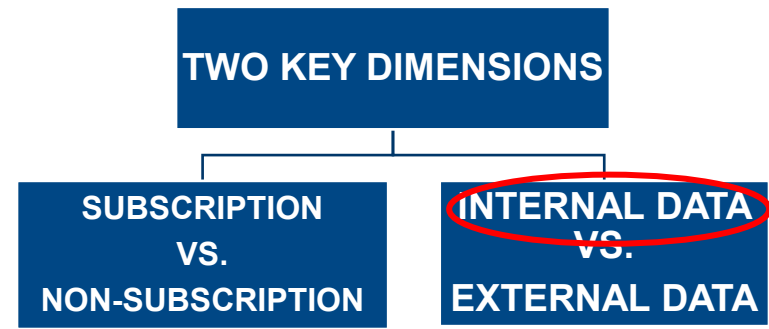 TWO KEY DIMENSIONS
SUBSCRIPTION
VS.
NON-SUBSCRIPTION
INTERNAL DATA
VS.
EXTERNAL DATA